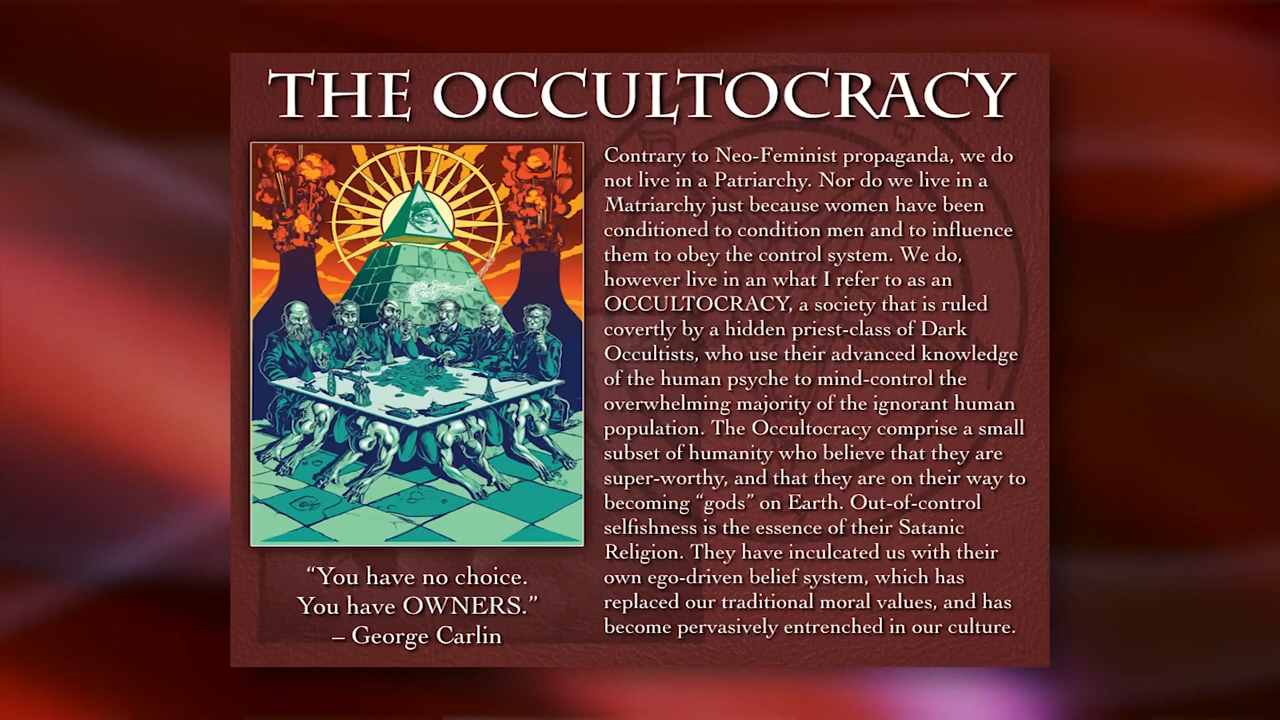 THE OCCULTOCRACY
Contrary to Neo-Feminist propaganda, we do
not live in a Patriarchy. Nor do we live in a
Matriarchy just because women have been
conditioned to condition men and to influence
them to obey the control system. We do,
however live in an what I refer to as an
OCCULTOCRACY, a society that is ruled
covertly by a hidden priest-class of Dark
Occultists, who use their advanced knowledge
of the human psyche to mind-control the
overwhelming majority of the ignorant human
population. The Occultocracy comprise a small
subset of humanity who believe that they are
super-worthy, and that they are on their way to
becoming “gods” on Earth. Out-of-control
selfishness is the essence of their Satanic
Religion. They have inculcated us with their
own ego-driven belief system, which has
replaced our traditional moral values, and has
become pervasively entrenched in our culture.
“You have no choice.
You have OWNERS.”
– George Carlin